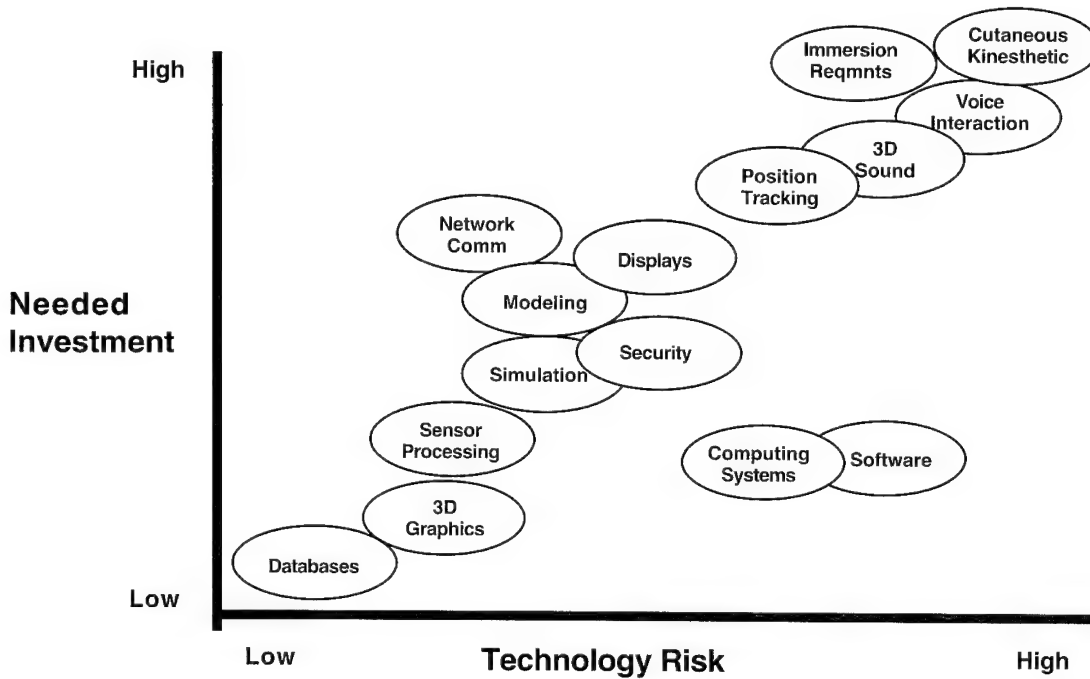 High
Immersion
Reqmnts
Cutaneous
Kinesthetic
Voice
Interaction
3D
Sound
Position
Tracking
Network
Comm
Displays
Modeling
Needed
Investment
Security
Simulation
Sensor
Processing
Computing
Systems
Software
3D
Graphics
Databases
Low
Low
Technology Risk
High